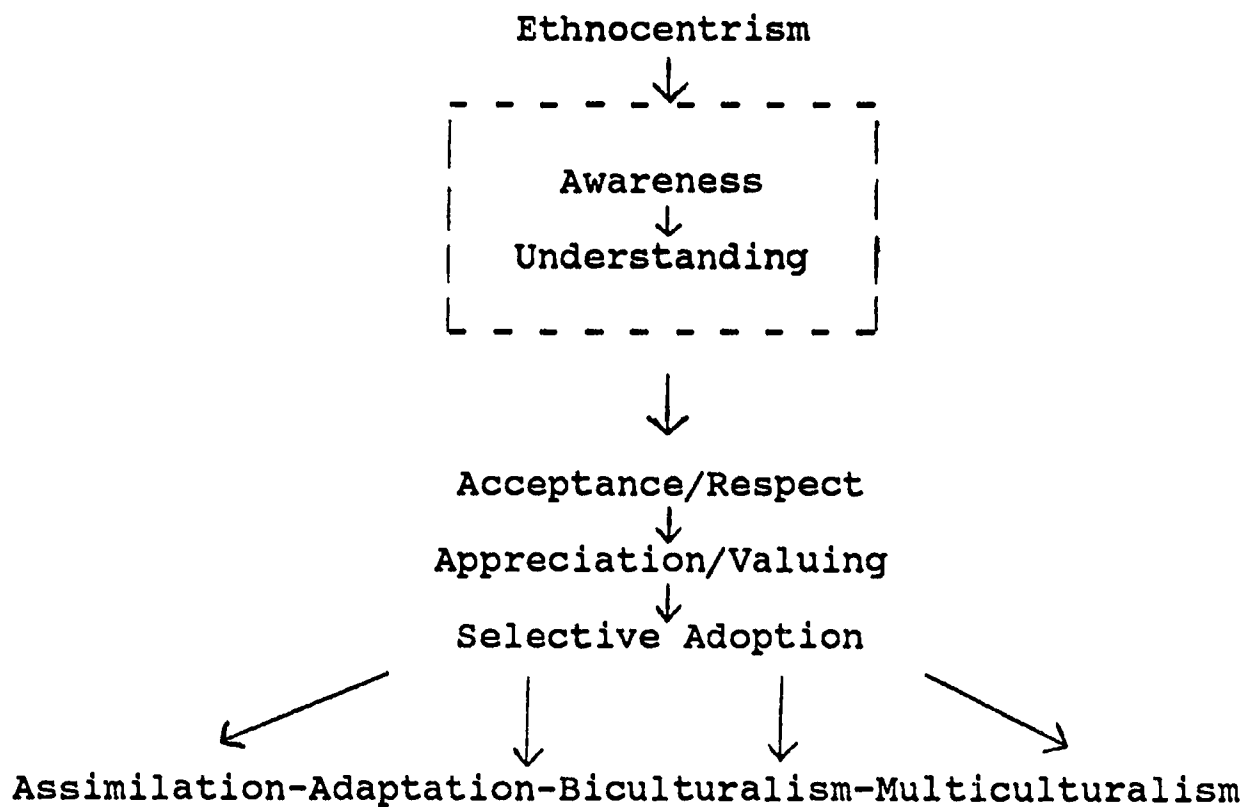 Ethnocentrism
Awareness
Understanding
Acceptance/Respect
Appreciation/Valuing
Selective Adoption
Assimilation-Adaptation-Biculturalism-Multiculturalism